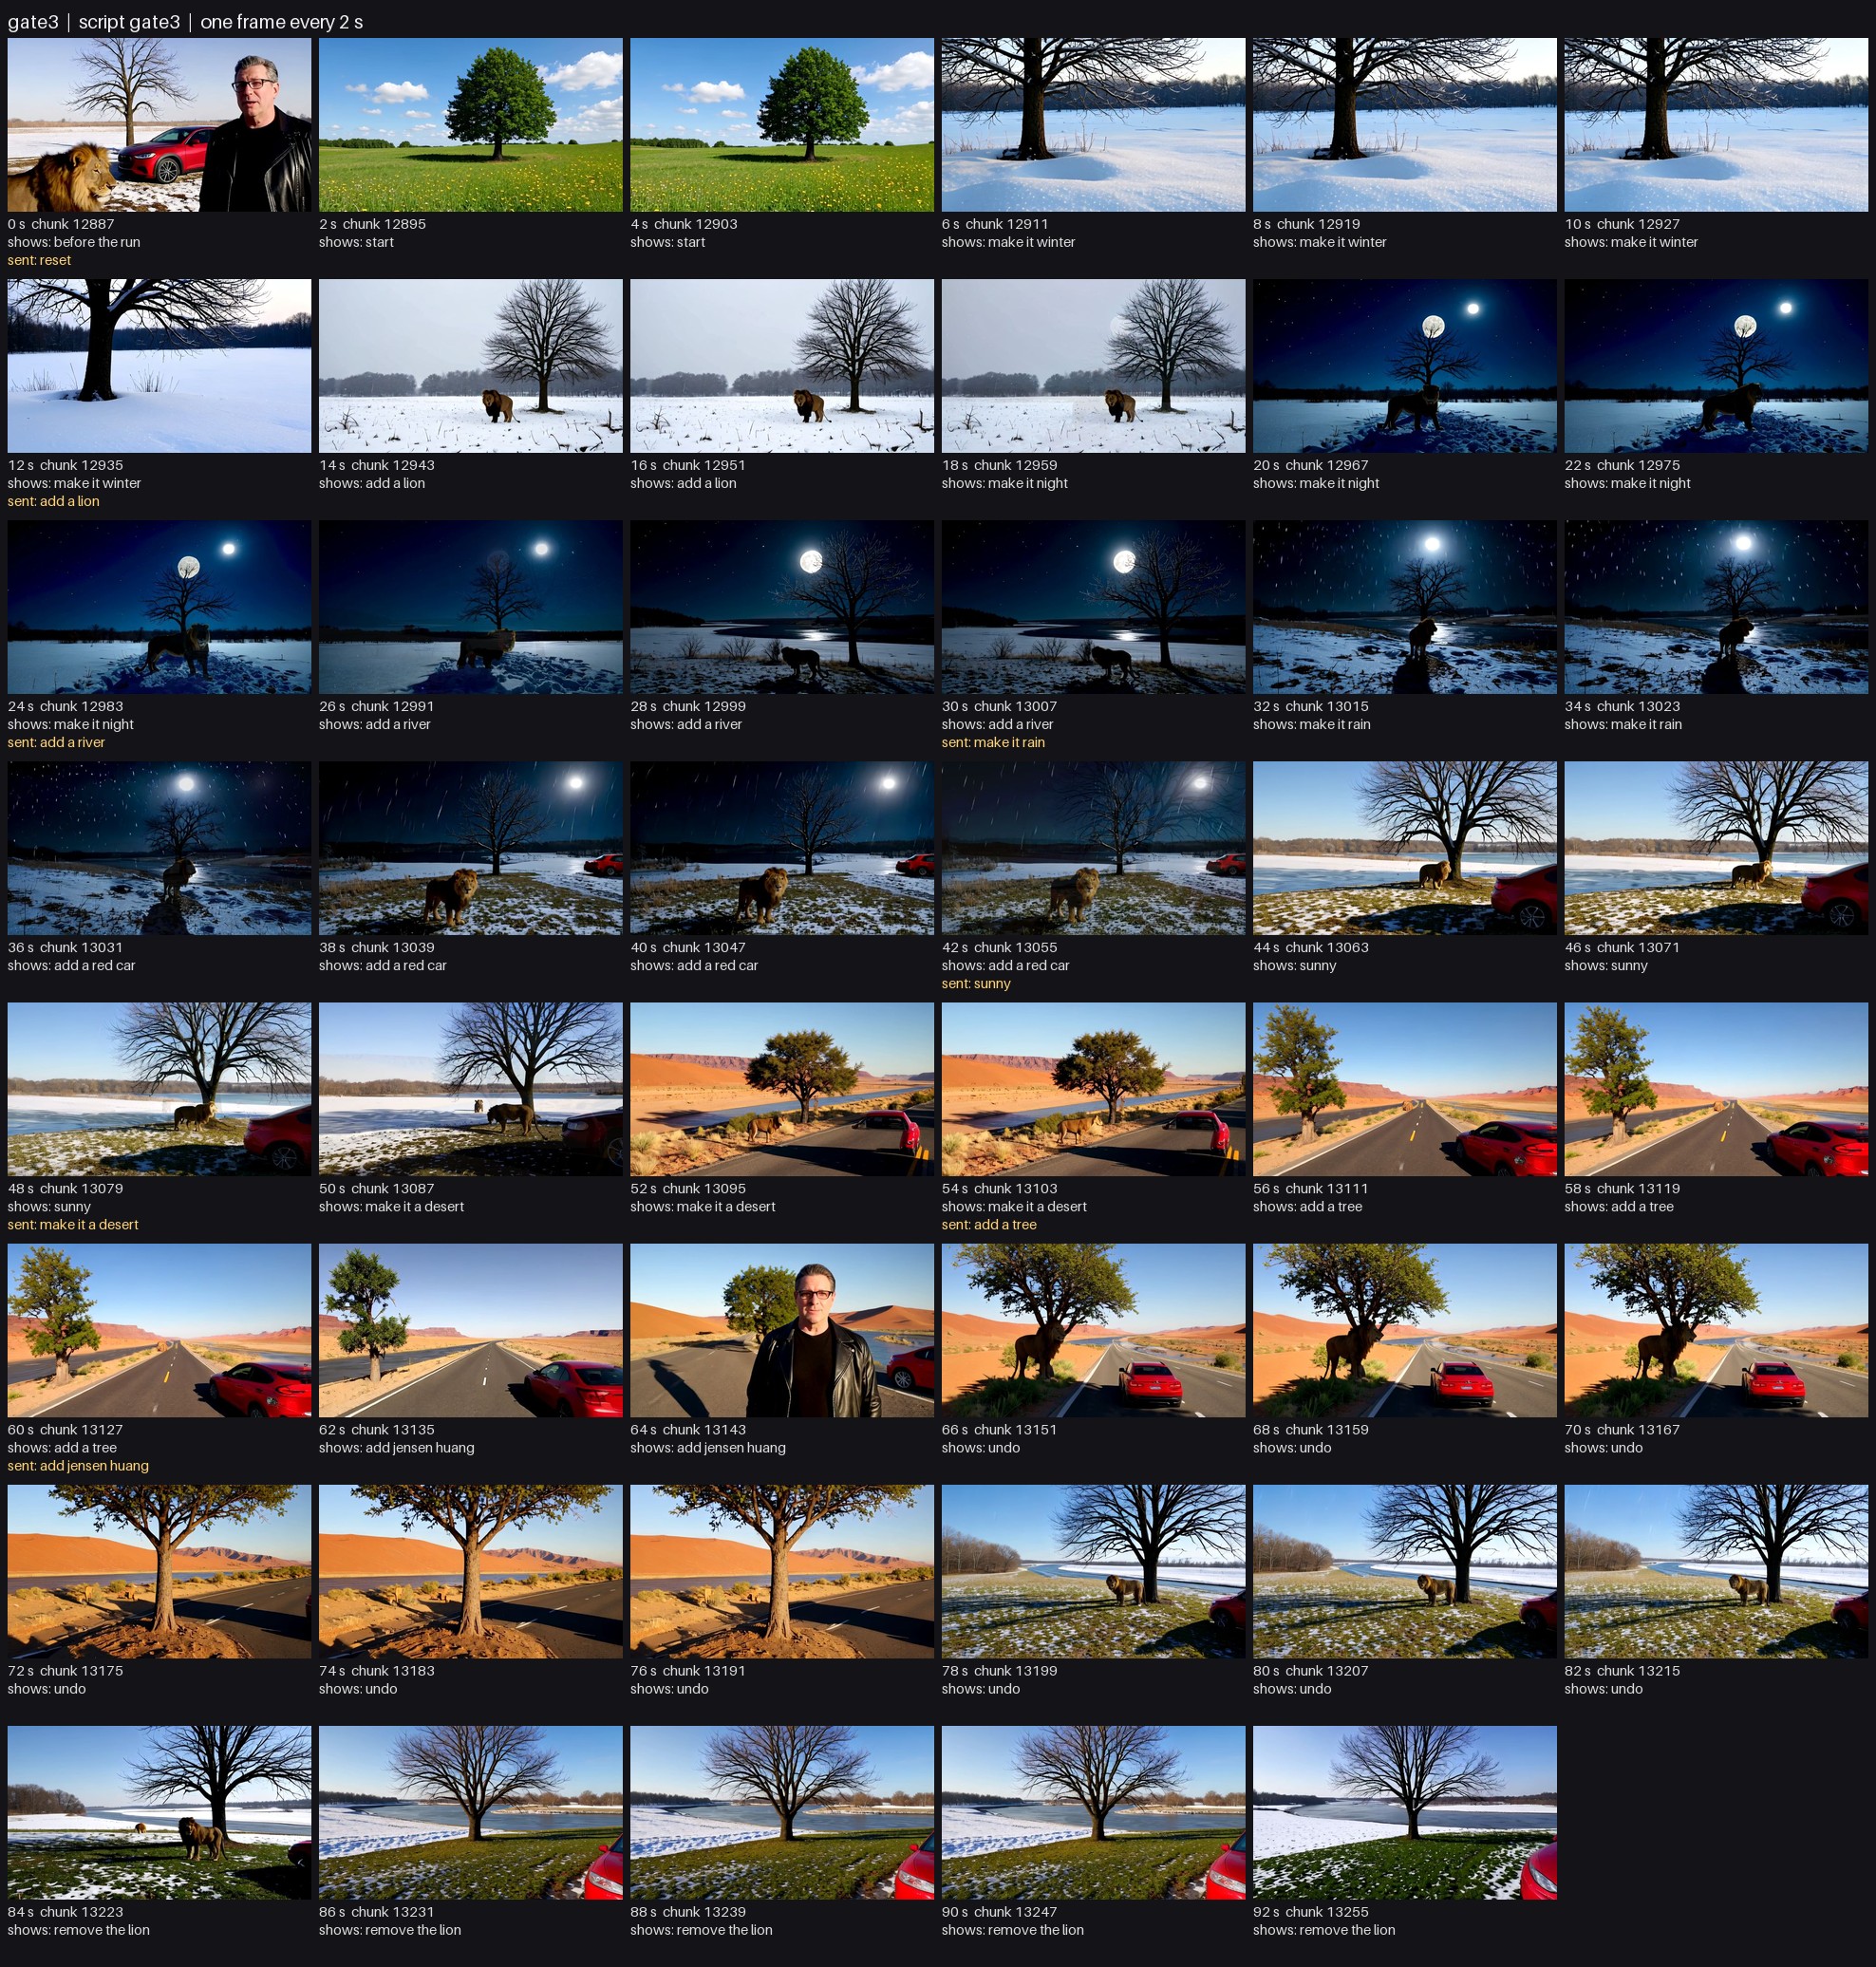 gate3 | script gate3 | one frame every 2 s
0 s chunk 12887
shows: before the run
sent: reset
2 s chunk 12895
shows: start
4 s chunk 12903
shows: start
6 s chunk 12911
shows: make it winter
8 s chunk 12919
shows: make it winter
10 s chunk 12927
shows: make it winter
12 s chunk 12935
shows: make it winter
sent: add a lion
14 s chunk 12943
shows: add a lion
16 s chunk 12951
shows: add a lion
18 s chunk 12959
shows: make it night
20 s chunk 12967
shows: make it night
22 s chunk 12975
shows: make it night
24 s chunk 12983
shows: make it night
sent: add a river
26 s chunk 12991
shows: add a river
28 s chunk 12999
shows: add a river
30 s chunk 13007
shows: add a river
sent: make it rain
32 s chunk 13015
shows: make it rain
34 s chunk 13023
shows: make it rain
36 s chunk 13031
shows: add a red car
38 s chunk 13039
shows: add a red car
40 s chunk 13047
shows: add a red car
42 s chunk 13055
shows: add a red car
sent: sunny
44 s chunk 13063
shows: sunny
46 s chunk 13071
shows: sunny
48 s chunk 13079
shows: sunny
sent: make it a desert
50 s chunk 13087
shows: make it a desert
52 s chunk 13095
shows: make it a desert
54 s chunk 13103
shows: make it a desert
sent: add a tree
56 s chunk 13111
shows: add a tree
58 s chunk 13119
shows: add a tree
60 s chunk 13127
shows: add a tree
sent: add jensen huang
62 s chunk 13135
shows: add jensen huang
64 s chunk 13143
shows: add jensen huang
66 s chunk 13151
shows: undo
68 s chunk 13159
shows: undo
70 s chunk 13167
shows: undo
72 s chunk 13175
shows: undo
74 s chunk 13183
shows: undo
76 s chunk 13191
shows: undo
78 s chunk 13199
shows: undo
80 s chunk 13207
shows: undo
82 s chunk 13215
shows: undo
84 s chunk 13223
shows: remove the lion
86 s chunk 13231
shows: remove the lion
88 s chunk 13239
shows: remove the lion
90 s chunk 13247
shows: remove the lion
92 s chunk 13255
shows: remove the lion